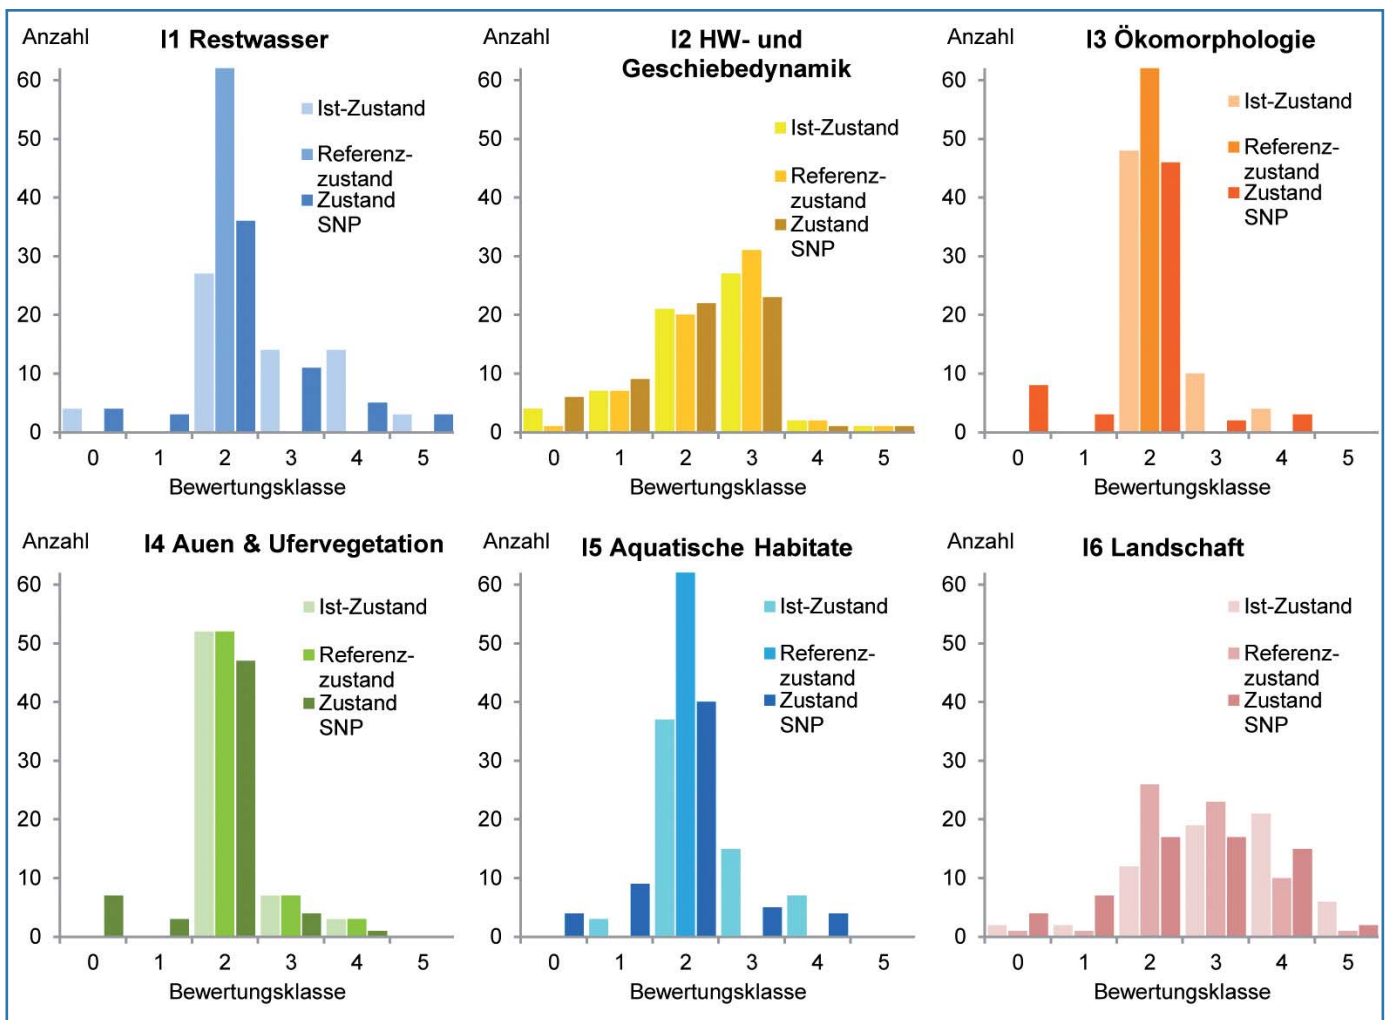 Anzahl
I1 Restwasser
60
50
40
30
20
10
0
Ist-Zustand
Referenz-
zustand
Zustand
SNP
0 1 2 3 4 5
Bewertungsklasse
Anzahl
I2 HW- und
Geschiebedynamik
60
50
40
30
20
10
0
Ist-Zustand
Referenz-
zustand
Zustand
SNP
0 1 2 3 4 5
Bewertungsklasse
Anzahl
I3 Ökomorphologie
60
50
40
30
20
10
0
Ist-Zustand
Referenz-
zustand
Zustand
SNP
0 1 2 3 4 5
Bewertungsklasse
Anzahl
I4 Auen & Ufervegetation
60
50
40
30
20
10
0
Ist-Zustand
Referenz-
zustand
Zustand
SNP
0 1 2 3 4 5
Bewertungsklasse
Anzahl
I5 Aquatische Habitate
60
50
40
30
20
10
0
Ist-Zustand
Referenz-
zustand
Zustand
SNP
0 1 2 3 4 5
Bewertungsklasse
Anzahl
I6 Landschaft
60
50
40
30
20
10
0
Ist-Zustand
Referenz-
zustand
Zustand
SNP
0 1 2 3 4 5
Bewertungsklasse